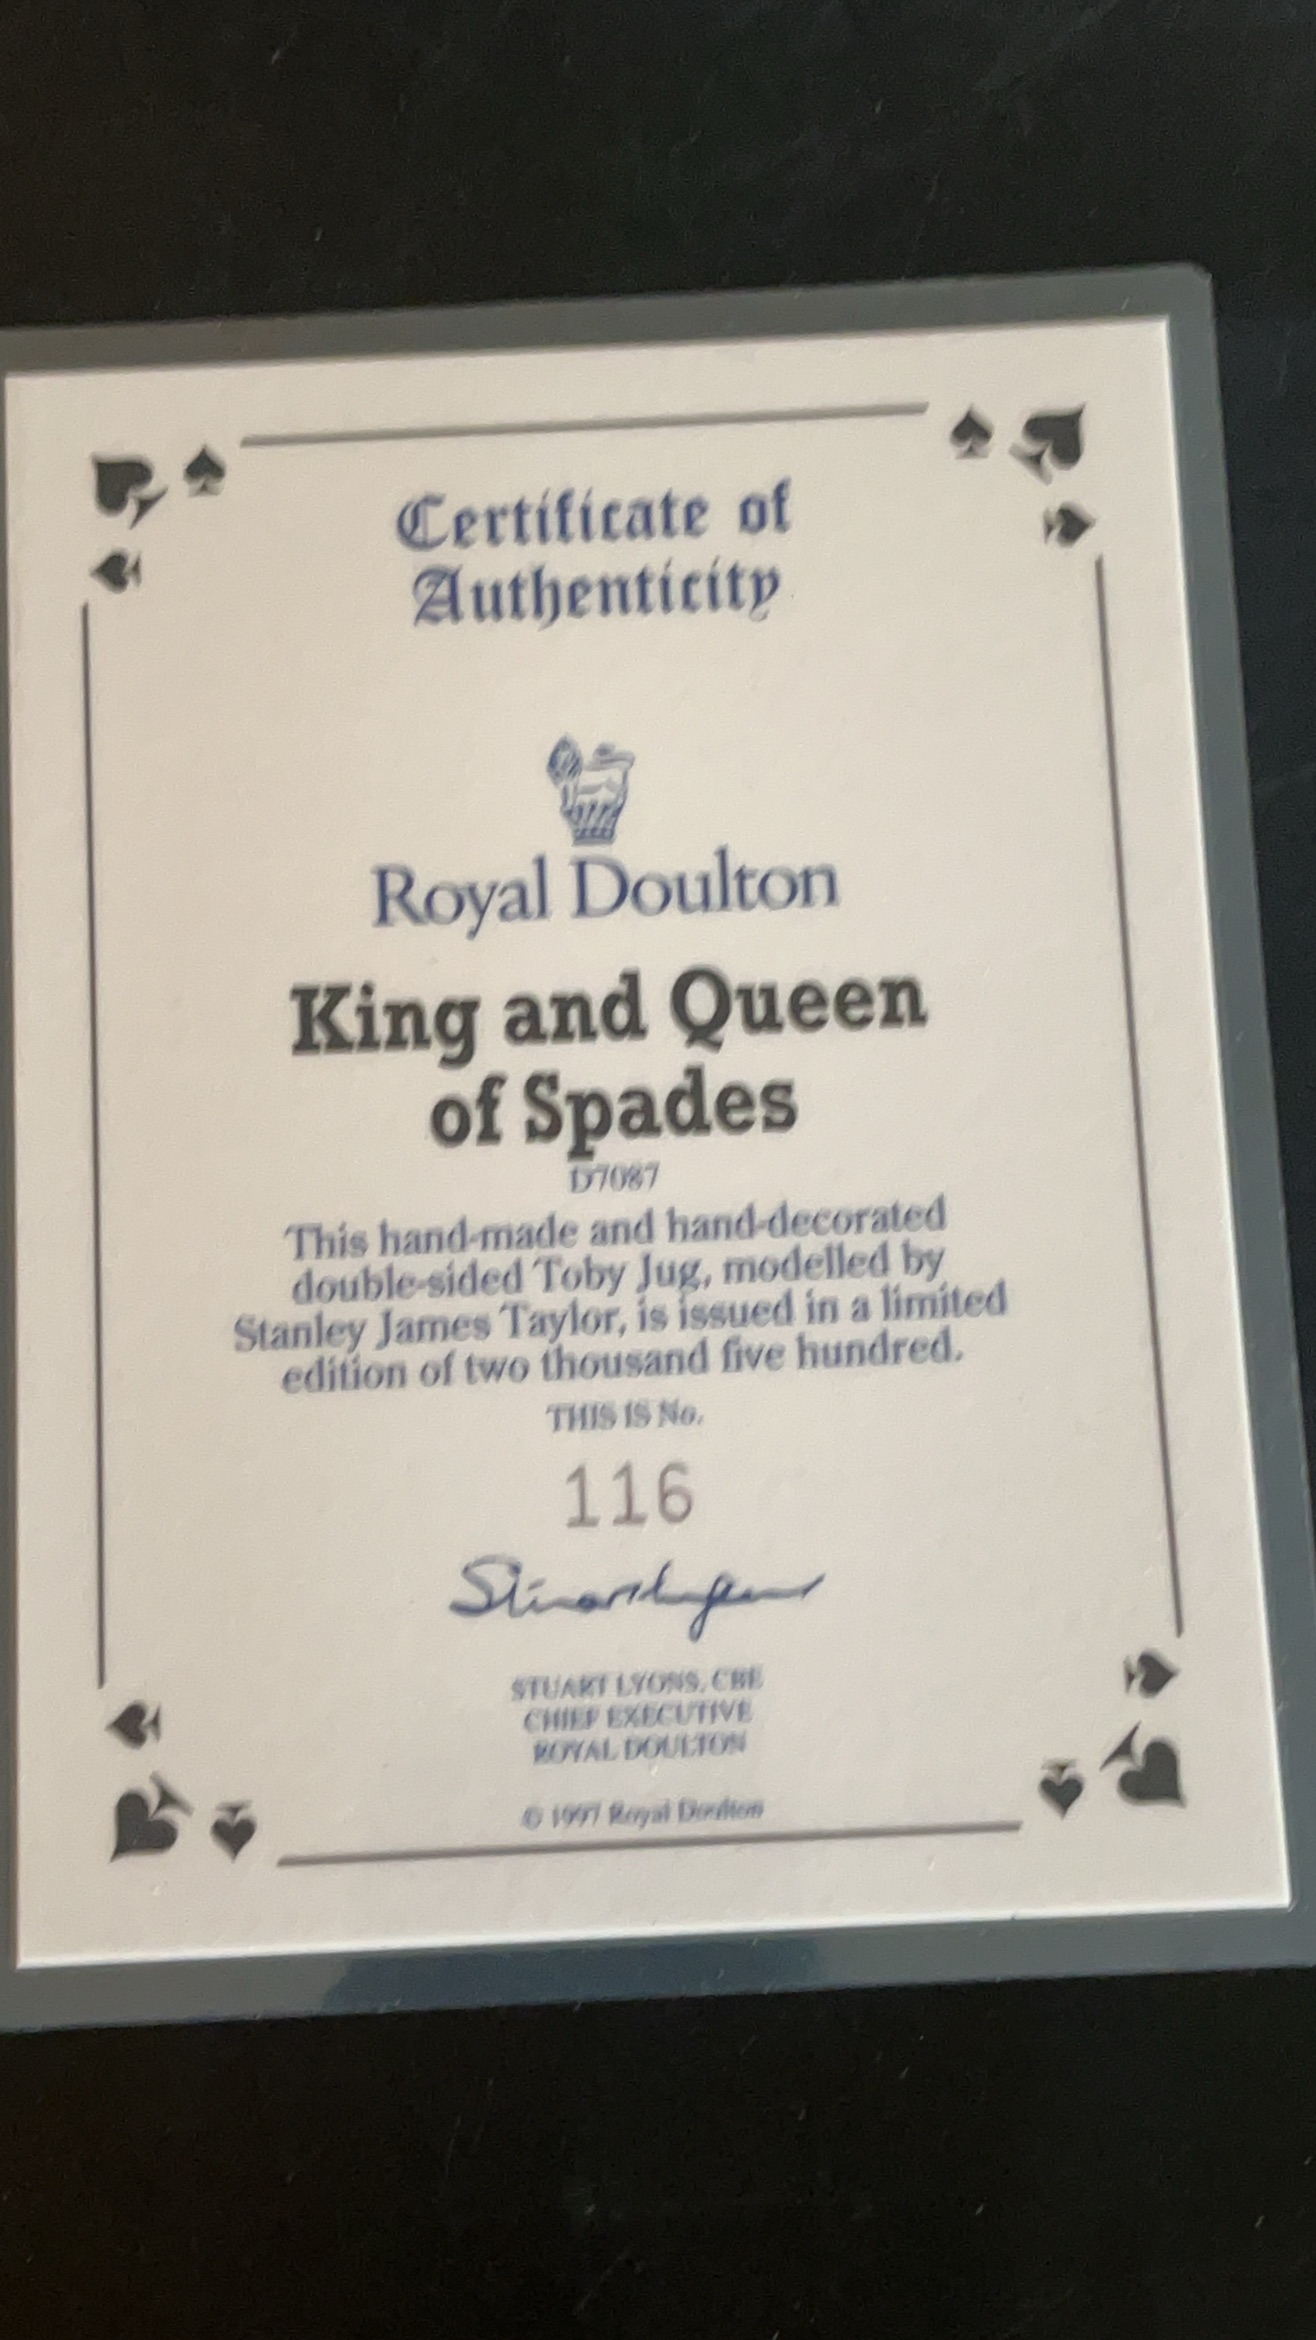 Certificate of
Authenticity
Royal Doulton
King and Queen
of Spades
D7087
This hand-made and hand-decorated
double-sided Toby Jug, modelled by
Stanley James Taylor, is issued in a limited
edition of two thousand five hundred.
THIS IS No.
116
STUART LYONS, CBE
CHIEF EXECUTIVE
ROYAL DOULTON
© 1997 Royal Doulton